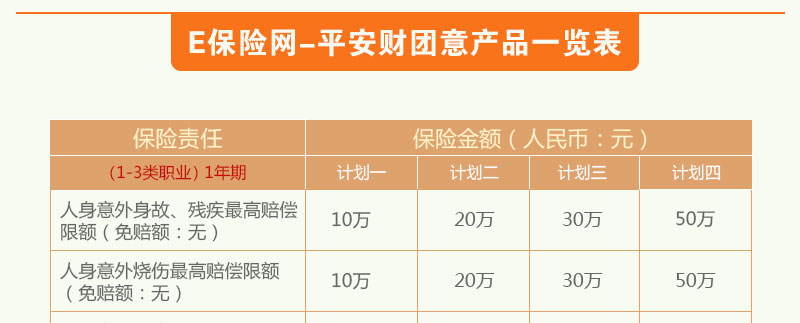 E保险网–平安财团意产品一览表
保险责任 保险金额（人民币：元）
(1-3类职业) 1年期 计划一 计划二 计划三 计划四
人身意外身故、残疾最高赔偿
限额（免赔额：无） 10万 20万 30万 50万
人身意外烧伤最高赔偿限额
（免赔额：无） 10万 20万 30万 50万